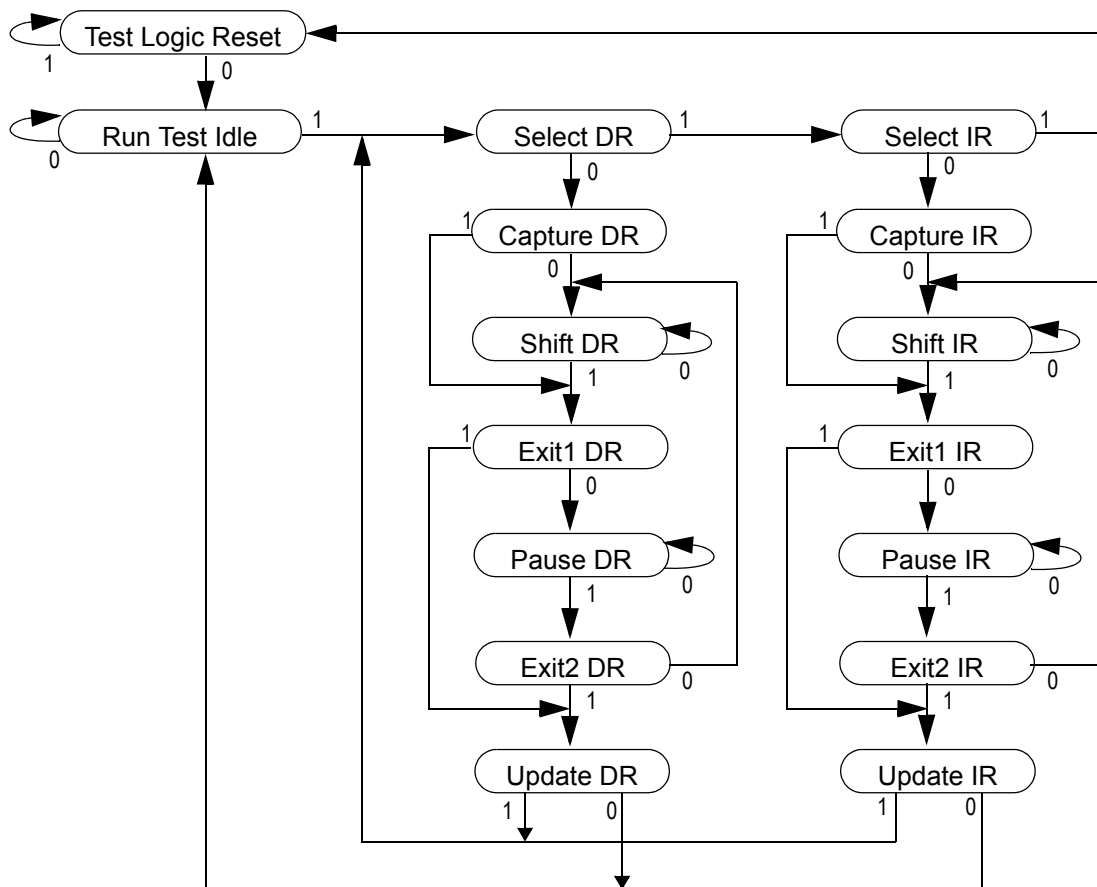 Test Logic Reset
1
0
Run Test Idle
1
0
Select DR
1
0
Select IR
1
0
1
Capture DR
0
1
Capture IR
0
Shift DR
0
1
Shift IR
0
1
1
Exit1 DR
0
1
Exit1 IR
0
Pause DR
0
1
Pause IR
0
1
Exit2 DR
0
1
Exit2 IR
0
1
Update DR
1
0
Update IR
1
0